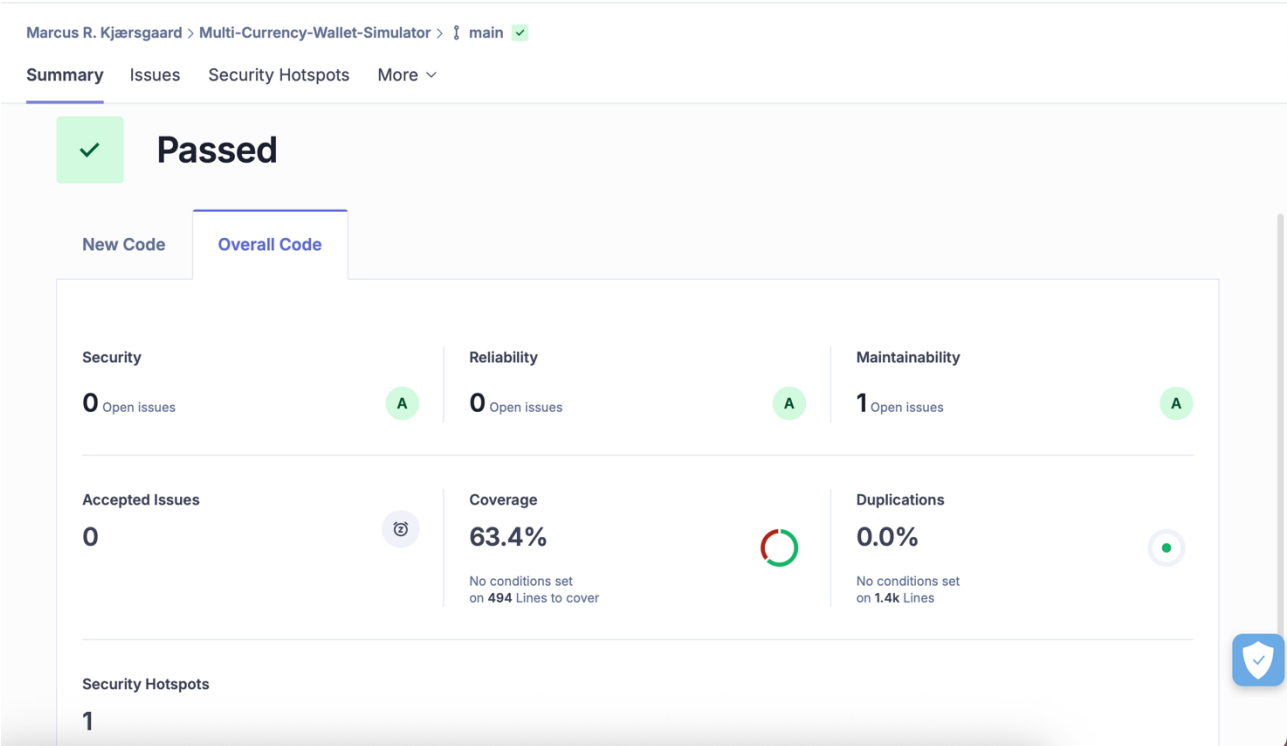 Marcus R. Kjærsgaard > Multi-Currency-Wallet-Simulator > main
Summary Issues Security Hotspots More
Passed
New Code Overall Code
Security Reliability Maintainability
0 Open issues A 0 Open issues A 1 Open issues A
Accepted Issues Coverage Duplications
0 63.4% 0.0%
No conditions set No conditions set
on 494 Lines to cover on 1.4k Lines
Security Hotspots
1